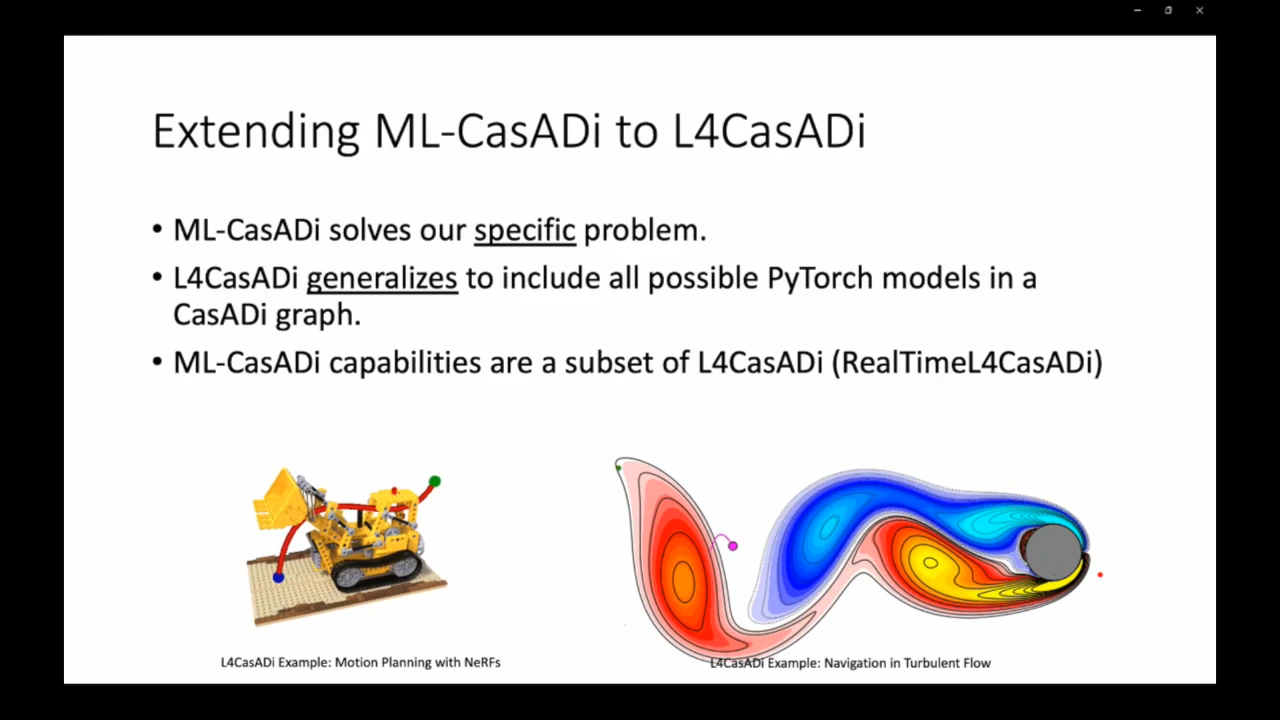 Extending ML-CasADi to L4CasADi
• ML-CasADi solves our specific problem.
• L4CasADi generalizes to include all possible PyTorch models in a
CasADi graph.
• ML-CasADi capabilities are a subset of L4CasADi (RealTimeL4CasADi)
L4CasADi Example: Motion Planning with NeRFs
L4CasADi Example: Navigation in Turbulent Flow